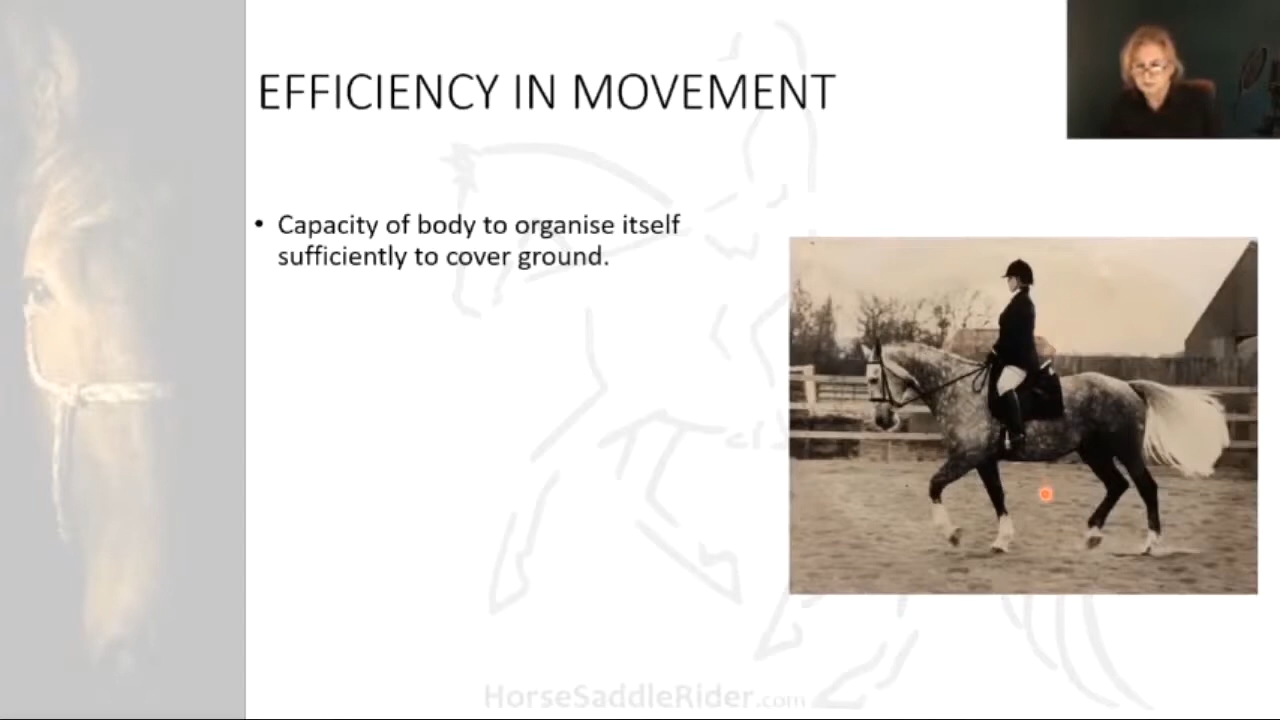 EFFICIENCY IN MOVEMENT
• Capacity of body to organise itself
sufficiently to cover ground.
HorseSaddleRider.com